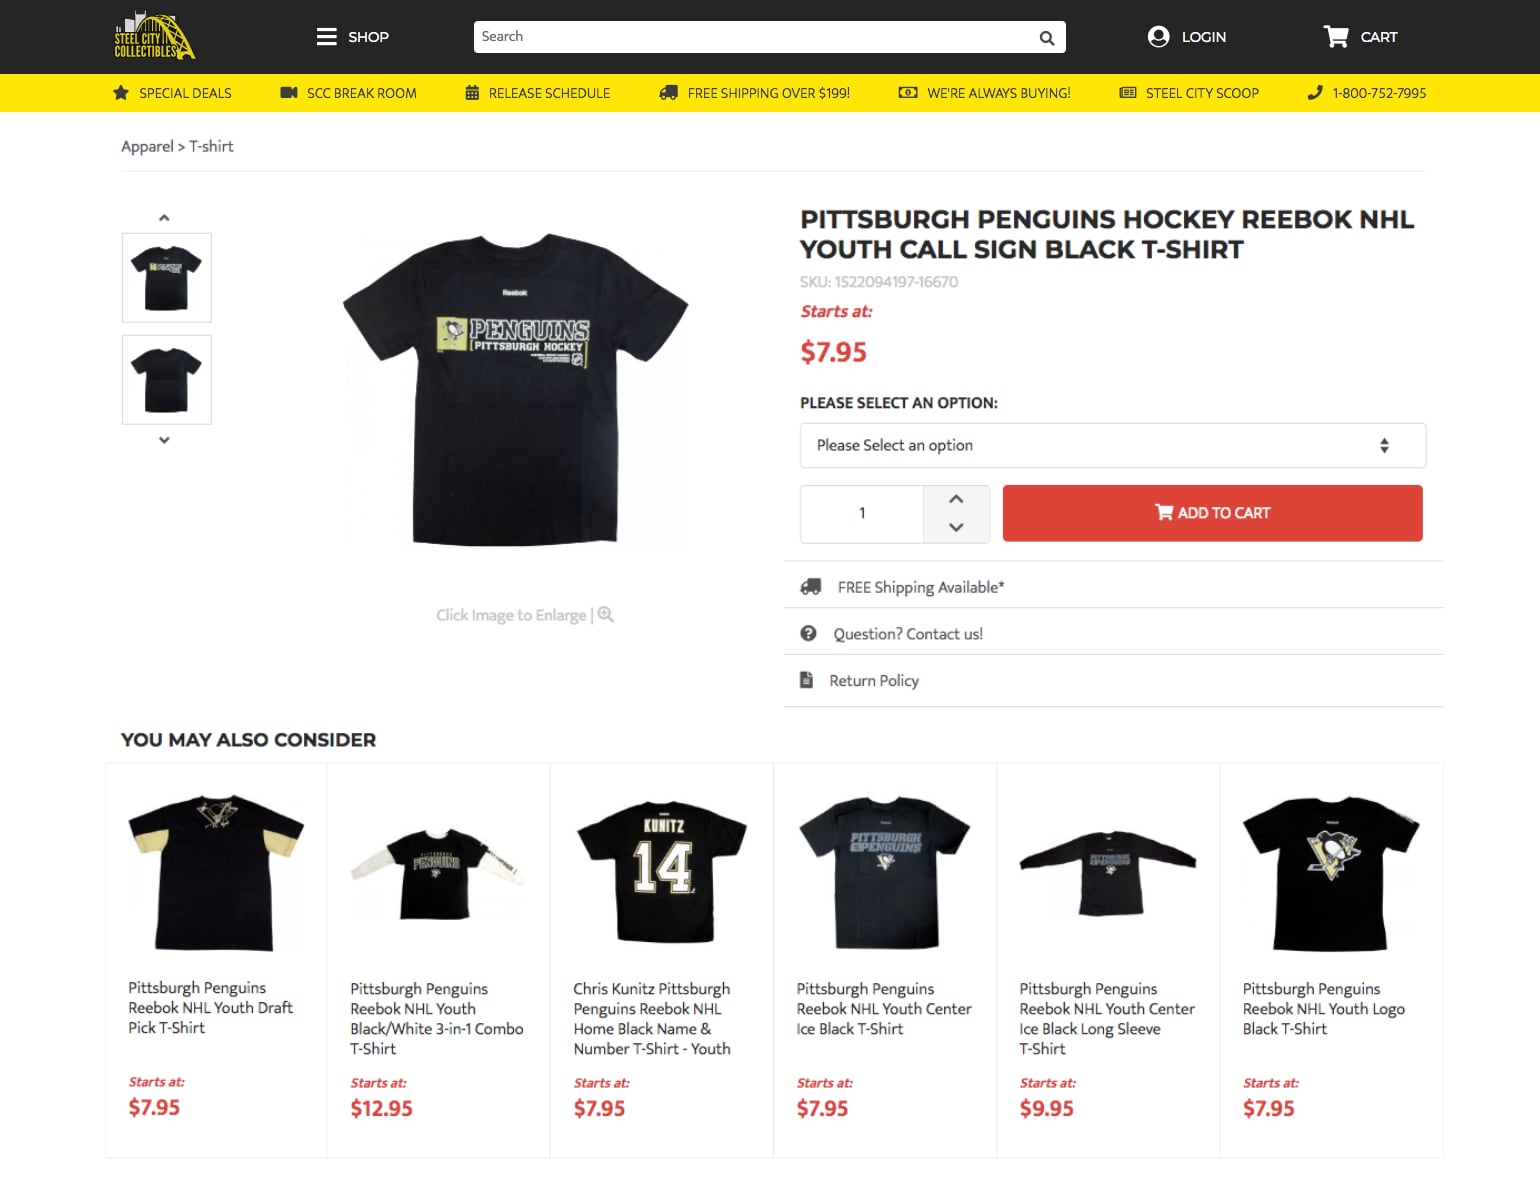 STEEL CITY
COLLECTIBLES
SHOP
Search
LOGIN
CART
SPECIAL DEALS
SCC BREAK ROOM
RELEASE SCHEDULE
FREE SHIPPING OVER $199!
WE'RE ALWAYS BUYING!
STEEL CITY SCOOP
1-800-752-7995
Apparel > T-shirt
Reebok
PENGUINS
PITTSBURGH HOCKEY
Click Image to Enlarge |
PITTSBURGH PENGUINS HOCKEY REEBOK NHL
YOUTH CALL SIGN BLACK T-SHIRT
SKU: 1522094197-16670
Starts at:
$7.95
PLEASE SELECT AN OPTION:
Please Select an option
1
ADD TO CART
FREE Shipping Available*
Question? Contact us!
Return Policy
YOU MAY ALSO CONSIDER
Pittsburgh Penguins
Reebok NHL Youth Draft
Pick T-Shirt
Starts at:
$7.95
PITTSBURGH
PENGUINS
Pittsburgh Penguins
Reebok NHL Youth
Black/White 3-in-1 Combo
T-Shirt
Starts at:
$12.95
KUNITZ
14
Chris Kunitz Pittsburgh
Penguins Reebok NHL
Home Black Name &
Number T-Shirt - Youth
Starts at:
$7.95
PITTSBURGH
PENGUINS
Pittsburgh Penguins
Reebok NHL Youth Center
Ice Black T-Shirt
Starts at:
$7.95
PITTSBURGH
PENGUINS
Pittsburgh Penguins
Reebok NHL Youth Center
Ice Black Long Sleeve
T-Shirt
Starts at:
$9.95
Pittsburgh Penguins
Reebok NHL Youth Logo
Black T-Shirt
Starts at:
$7.95